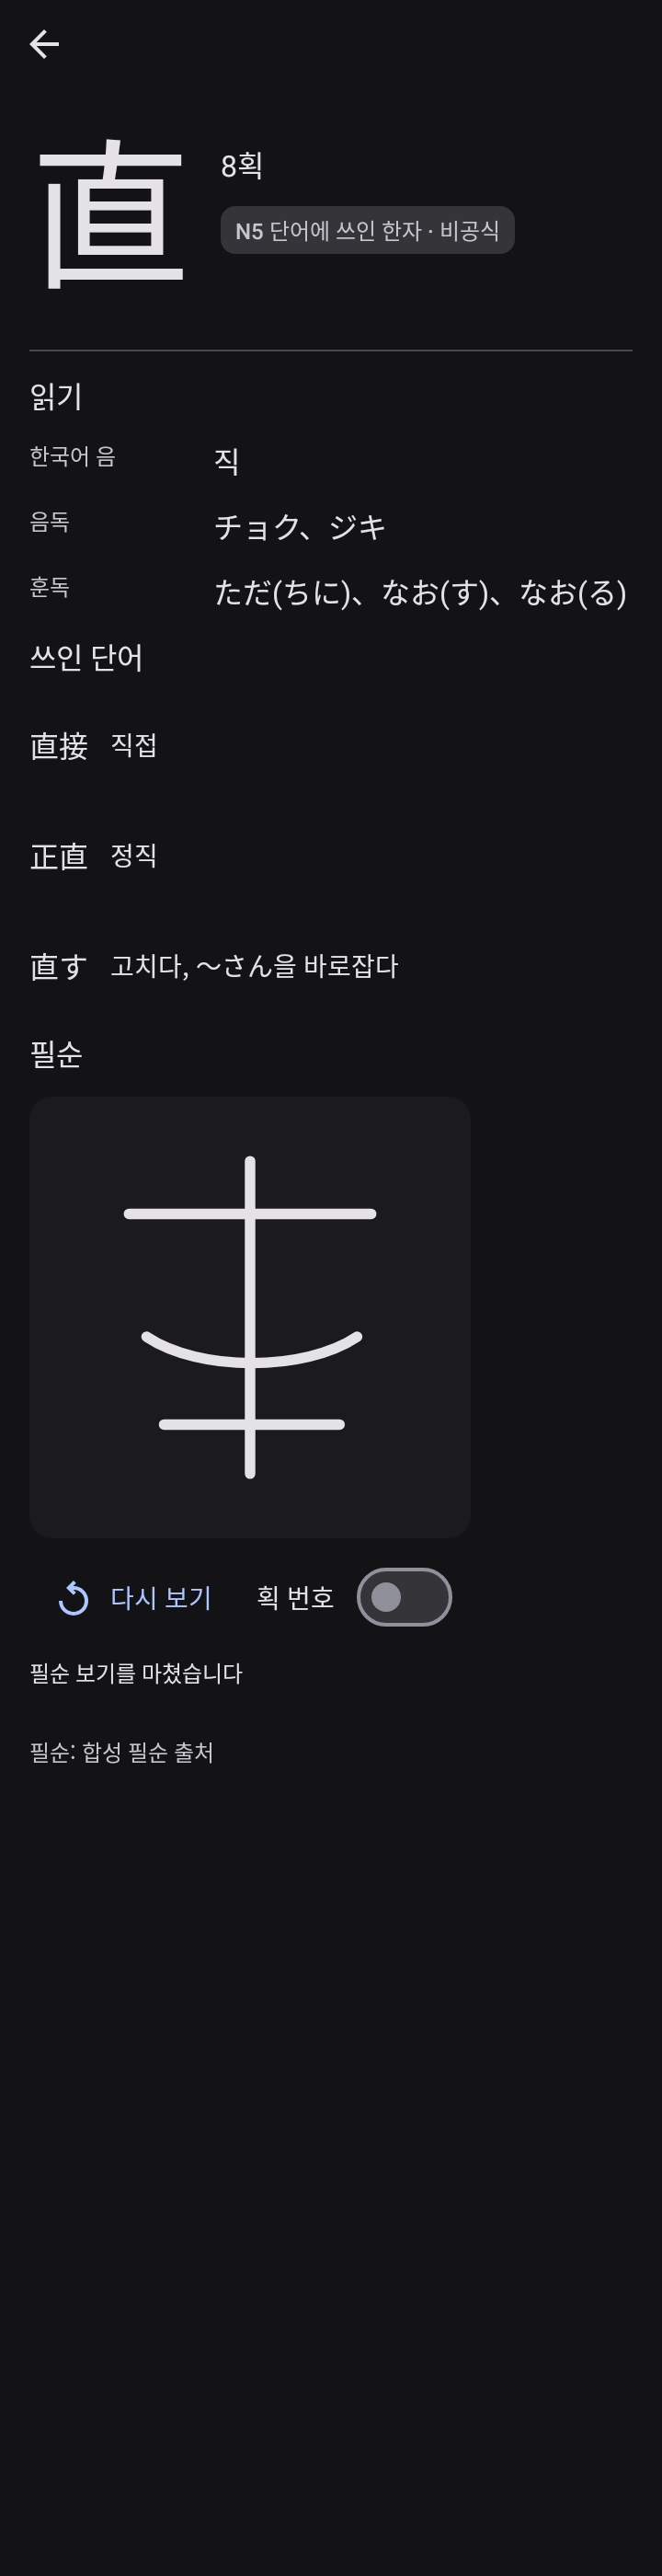 直
8획
N5 단어에 쓰인 한자 · 비공식
읽기
한국어 음 직
음독 チョク、ジキ
훈독 ただ(ちに)、なお(す)、なお(る)
쓰인 단어
直接 직접
正直 정직
直す 고치다, ～さん을 바로잡다
필순
다시 보기 획 번호
필순 보기를 마쳤습니다
필순: 합성 필순 출처